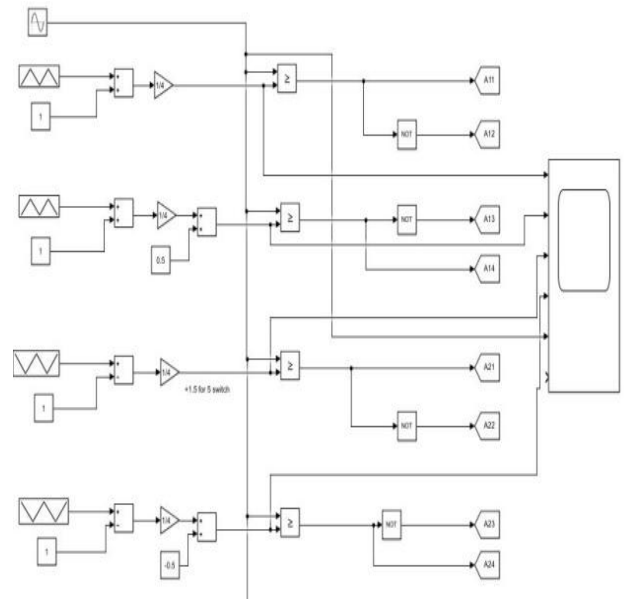 1/4
≥
A11
1
NOT
A12
1/4
≥
NOT
A13
1
0.5
A14
1/4
≥
A21
+1.5 for 5 switch
1
NOT
A22
1/4
≥
NOT
A23
1
-0.5
A24